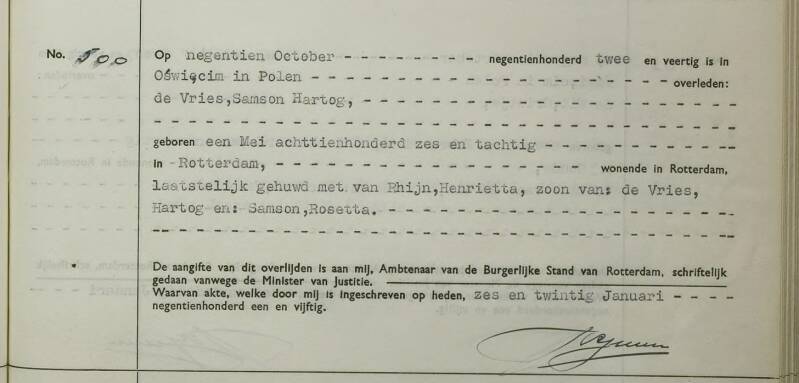 No. 500
Op negentien October - - - - - - - - negentienhonderd twee en veertig is in
Oświęcim in Polen - - - - - - - - - - - - - - - - - - - - - - overleden:
de Vries,Samson Hartog, - - - - - - - - - - - - - - - - - - - - - - -
- - - - - - - - - - - - - - - - - - - - - - - - - - - - - - - - - - -
geboren een Mei achttienhonderd zes en tachtig - - - - - - - - - - -
in -Rotterdam, - - - - - - - - - - - - - - - - wonende in Rotterdam,
laatstelijk gehuwd met van Rhijn,Henrietta, zoon van: de Vries,
Hartog en: Samson,Rosetta. - - - - - - - - - - - - - - - - - - - - -
- - - - - - - - - - - - - - - - - - - - - - - - - - - - - - - - - - -
De aangifte van dit overlijden is aan mij, Ambtenaar van de Burgerlijke Stand van Rotterdam, schriftelijk
gedaan vanwege de Minister van Justitie.
Waarvan akte, welke door mij is ingeschreven op heden, zes en twintig Januari - - - -
negentienhonderd een en vijftig.